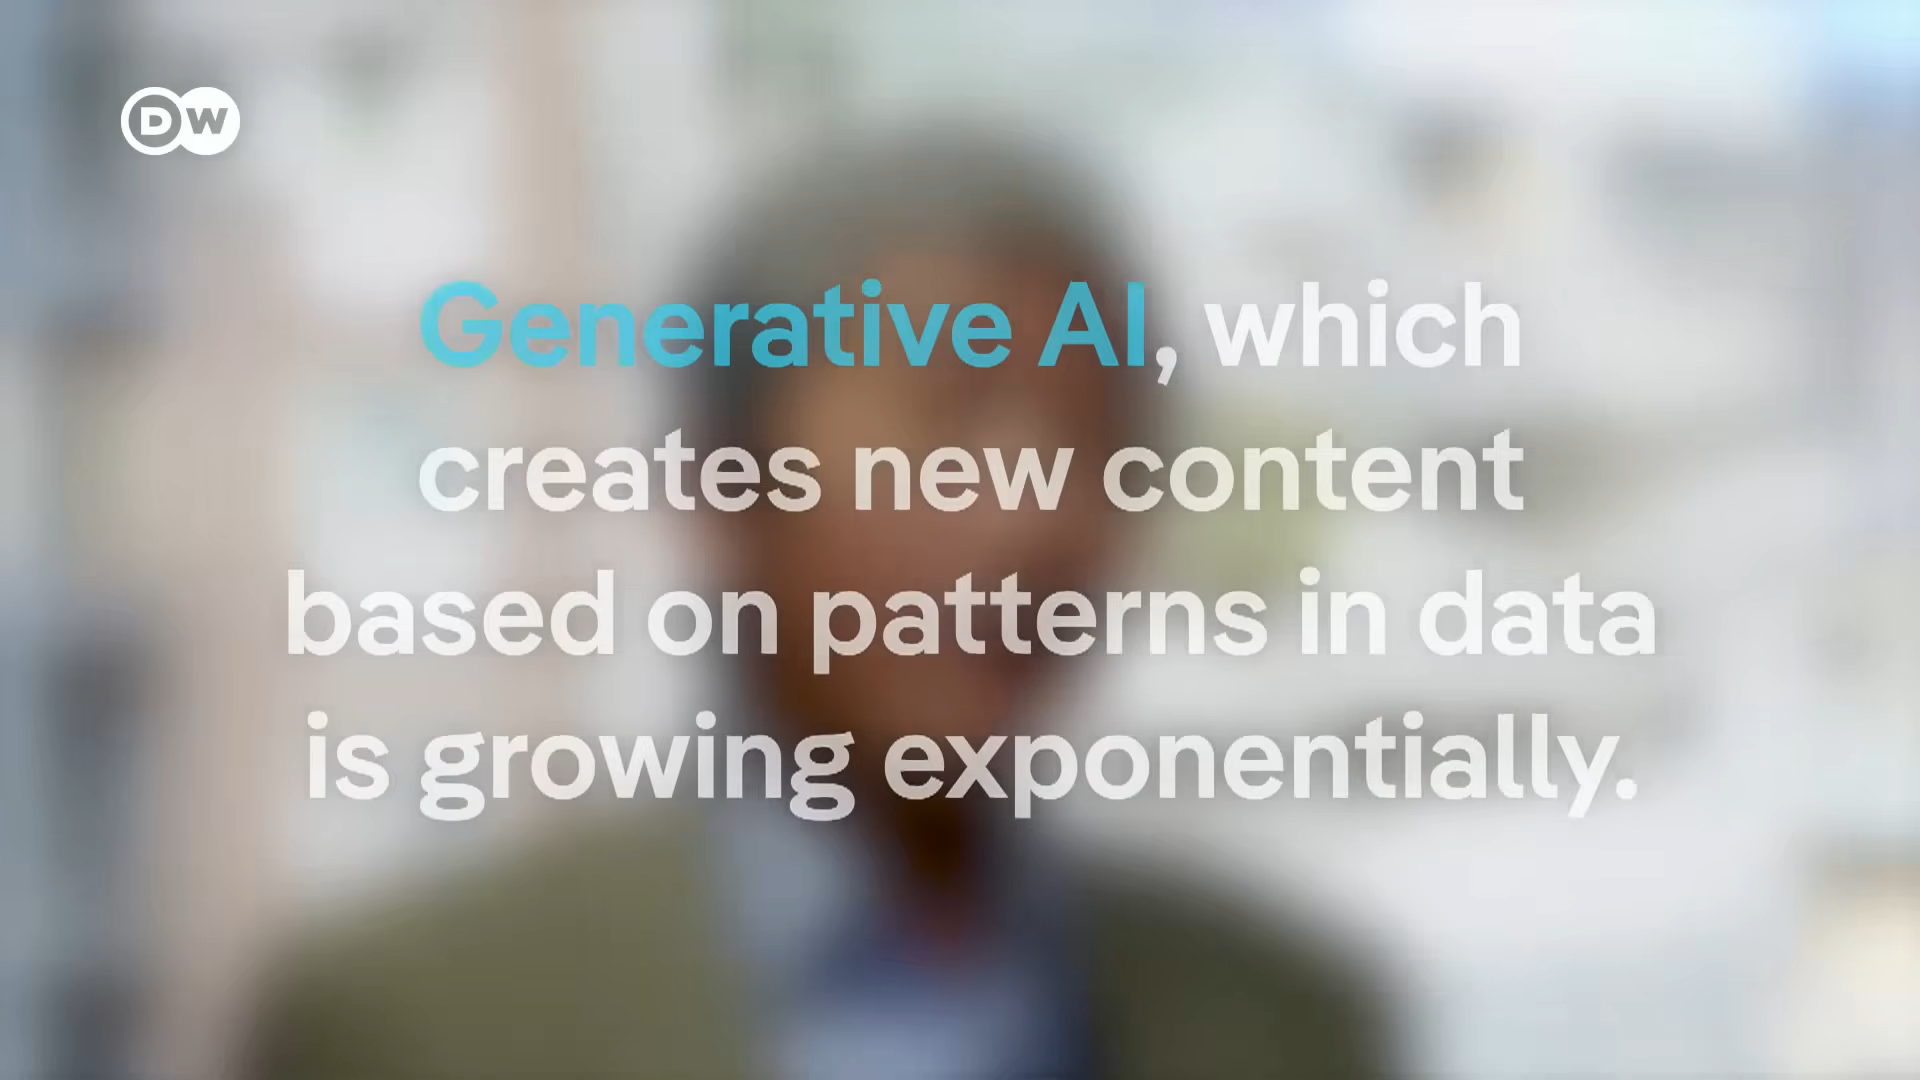 DW
Generative AI, which
creates new content
based on patterns in data
is growing exponentially.